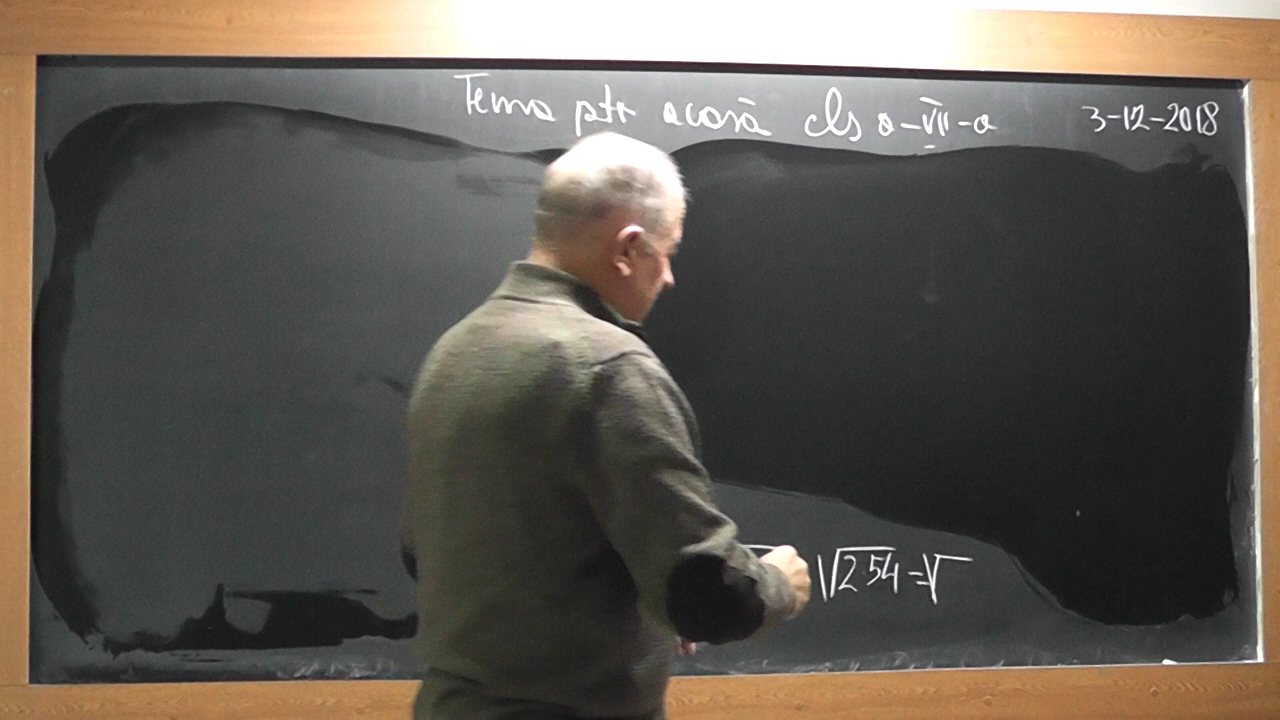 Tema ptr acasă cls a-VII-a 3-12-2018
√2·54=√